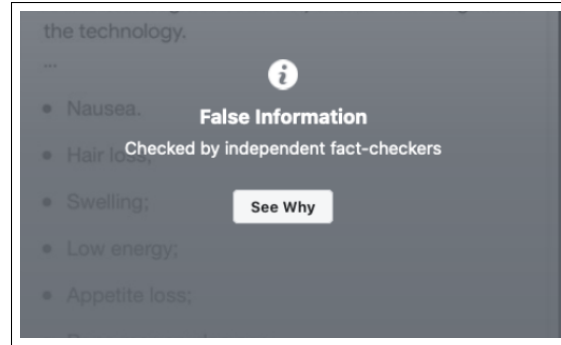 the technology.
...
• Nausea.
False Information
• Hair loss;
Checked by independent fact-checkers
• Swelling;
See Why
• Low energy;
• Appetite loss;